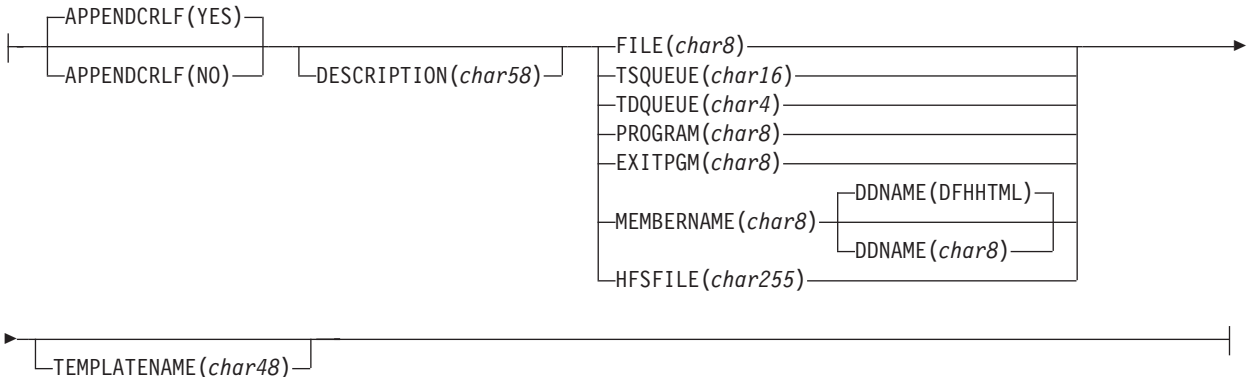 APPENDCRLF(YES)
APPENDCRLF(NO)
DESCRIPTION(char58)
FILE(char8)
TSQUEUE(char16)
TDQUEUE(char4)
PROGRAM(char8)
EXITPGM(char8)
MEMBERNAME(char8)
DDNAME(DFHHTML)
DDNAME(char8)
HFSFILE(char255)
TEMPLATENAME(char48)